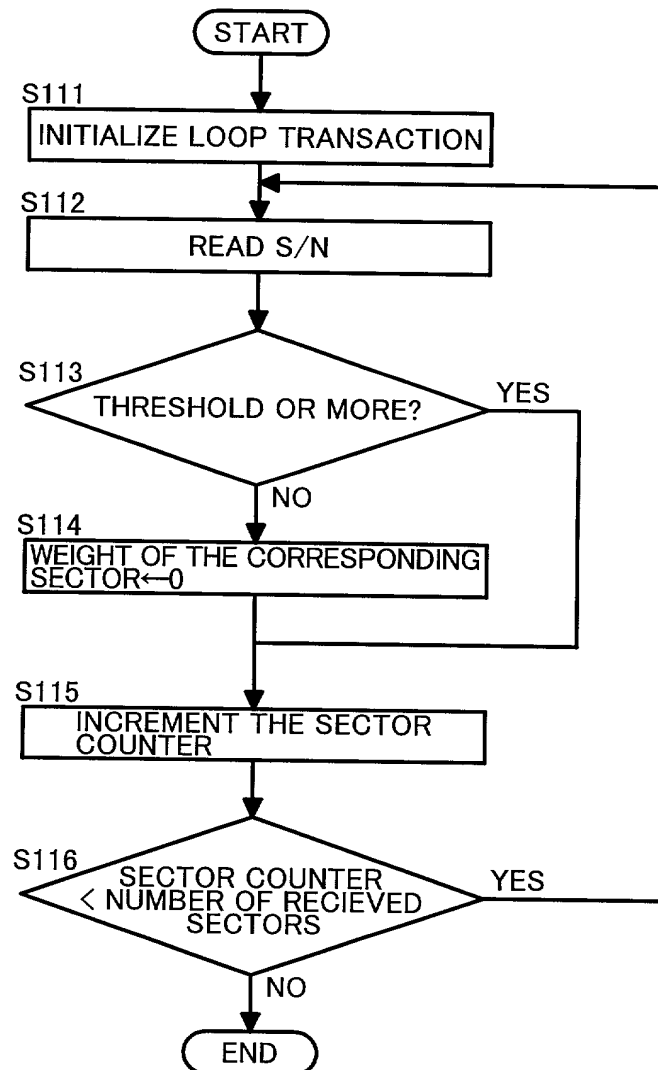 START
S111
INITIALIZE LOOP TRANSACTION
S112
READ S/N
S113
THRESHOLD OR MORE?
YES
NO
S114
WEIGHT OF THE CORRESPONDING
SECTOR←0
S115
INCREMENT THE SECTOR
COUNTER
S116
SECTOR COUNTER
< NUMBER OF RECIEVED
SECTORS
YES
NO
END